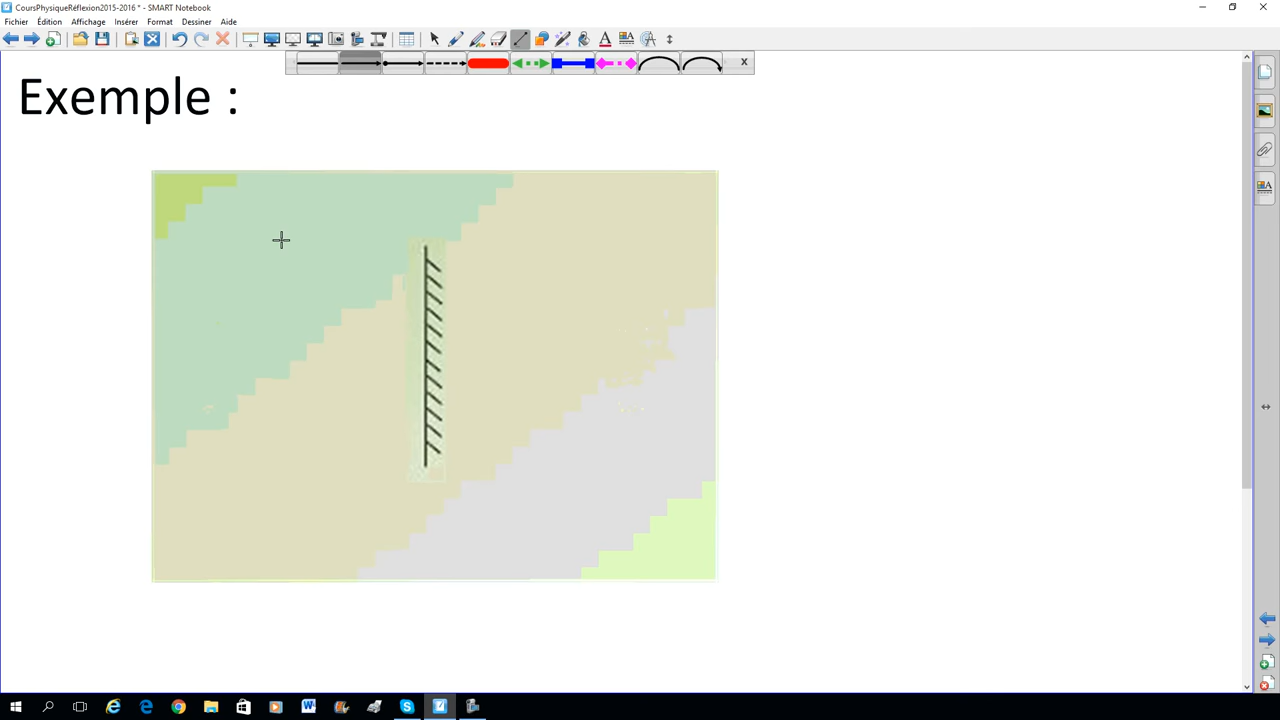 CoursPhysiqueRéflexion2015-2016 * - SMART Notebook
Fichier Édition Affichage Insérer Format Dessiner Aide
Exemple :